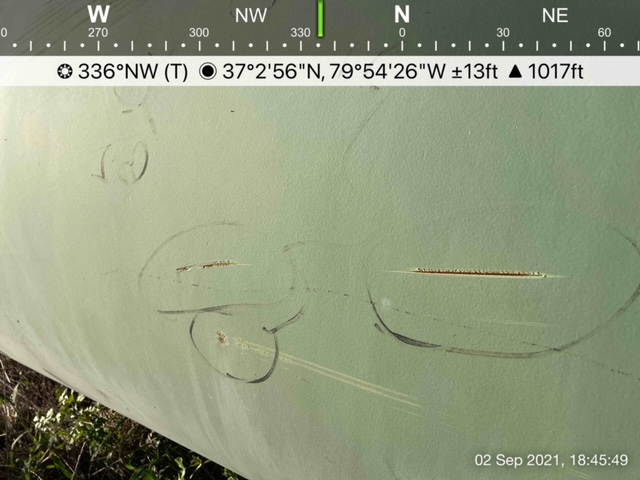 W NW N NE
0 270 300 330 0 30 60
336°NW (T) 37°2'56"N, 79°54'26"W ±13ft ▲ 1017ft
02 Sep 2021, 18:45:49